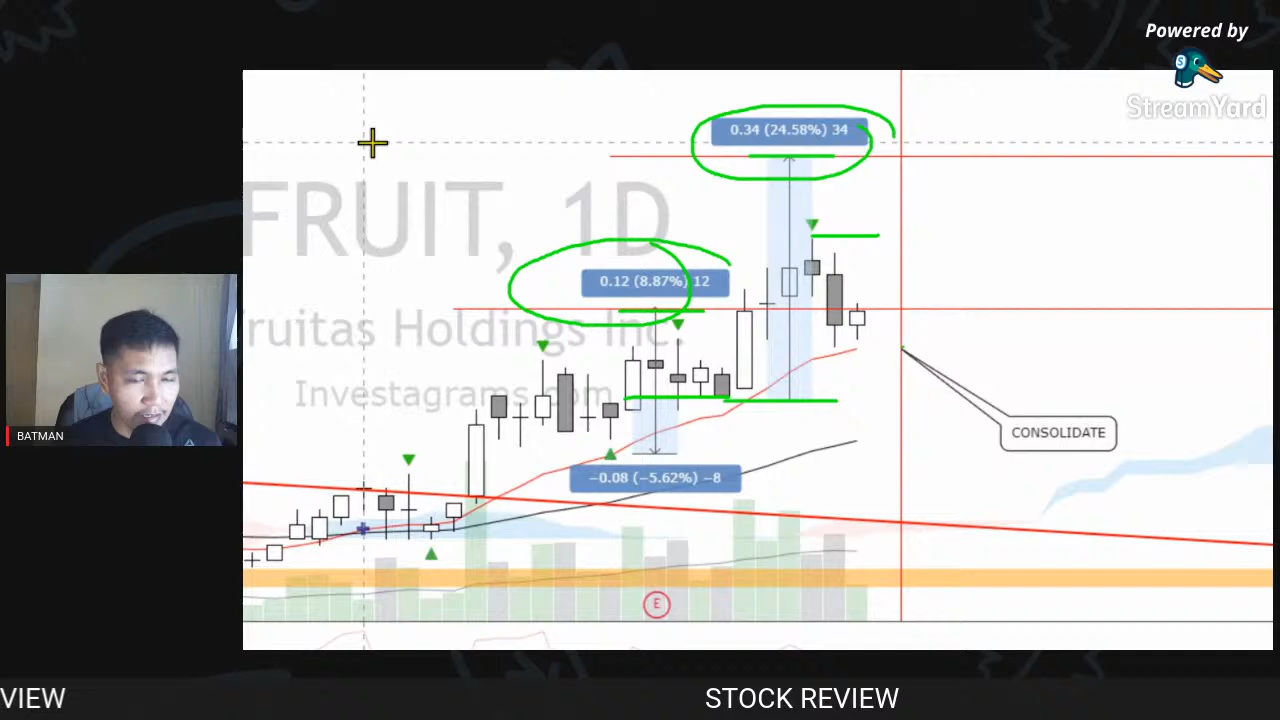 Powered by
StreamYard
0.34 (24.58%) 34
FRUIT, 1D
0.12 (8.87%) 12
ruitas Holdings Inc.
Investagrams.com
CONSOLIDATE
BATMAN
−0.08 (−5.62%) −8
E
VIEW
STOCK REVIEW